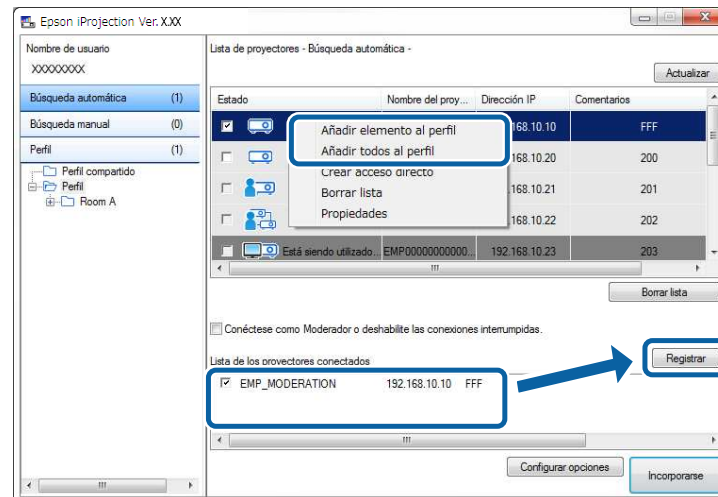 Epson iProjection Ver. X.XX
Nombre de usuario
XXXXXXXX
Búsqueda automática (1)
Búsqueda manual (0)
Perfil (1)
Perfil compartido
Perfil
Room A
Lista de proyectores - Búsqueda automática -
Actualizar
Estado Nombre del proy... Dirección IP Comentarios
168.10.10 FFF
168.10.20 200
168.10.21 201
168.10.22 202
Está siendo utilizado... EMP00000000000... 192.168.10.23 203
Añadir elemento al perfil
Añadir todos al perfil
Crear acceso directo
Borrar lista
Propiedades
Borrar lista
Conéctese como Moderador o deshabilite las conexiones interrumpidas.
Lista de los proyectores conectados
Registrar
EMP_MODERATION 192.168.10.10 FFF
Configurar opciones
Incorporarse